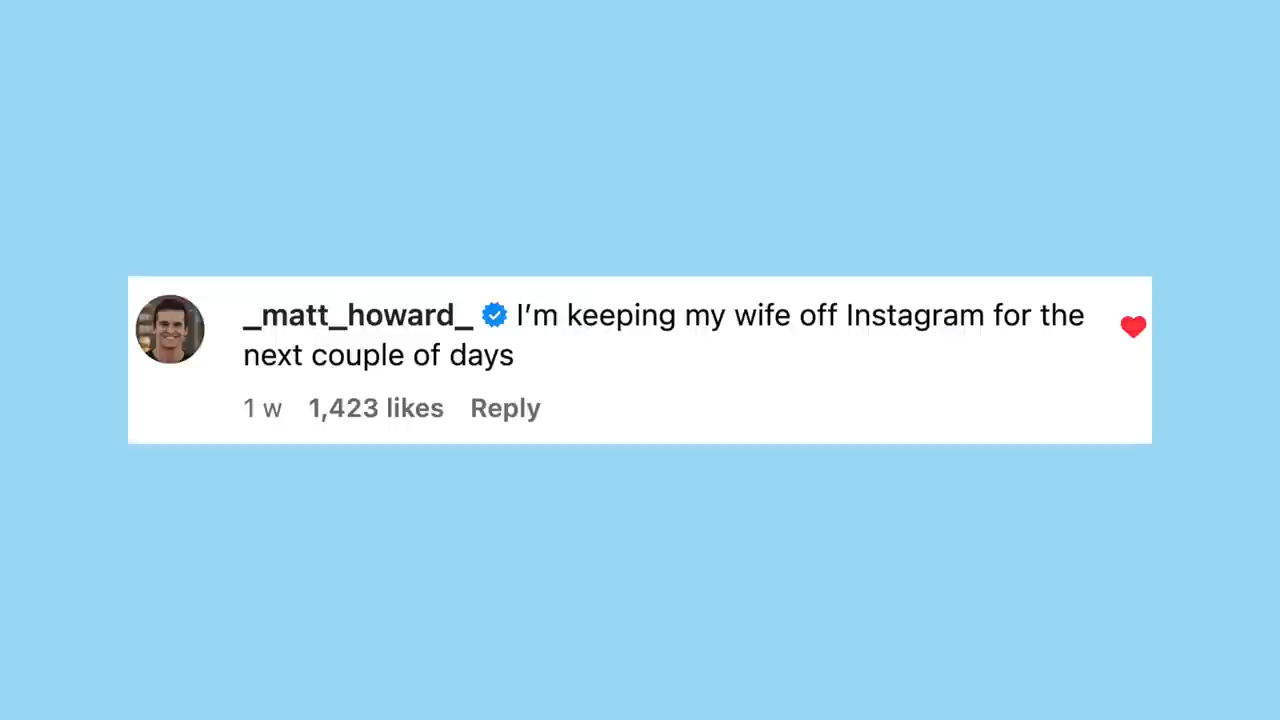 _matt_howard_ I’m keeping my wife off Instagram for the
next couple of days
1 w 1,423 likes Reply